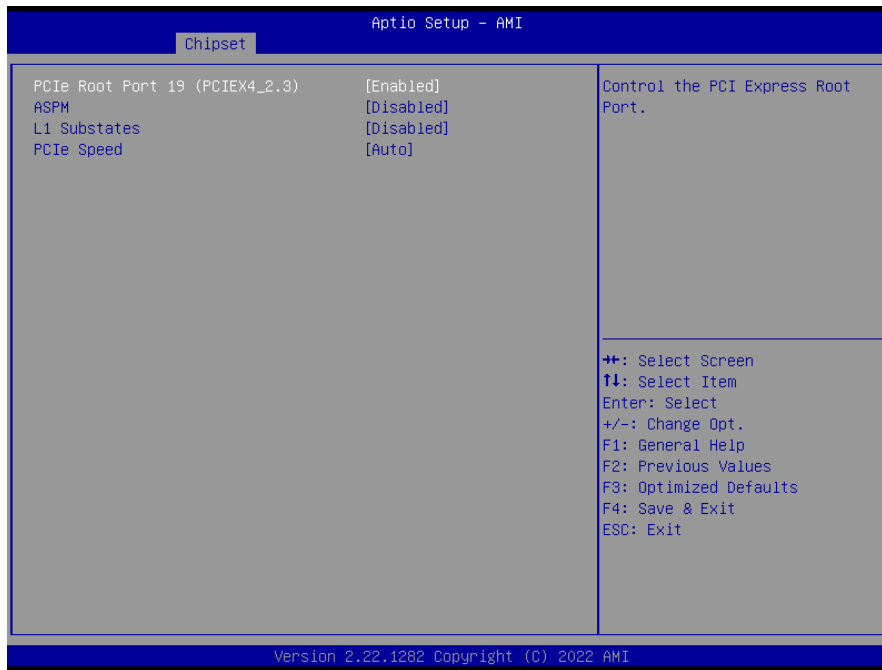 Aptio Setup – AMI
Chipset
PCIe Root Port 19 (PCIEX4_2.3) [Enabled]
ASPM [Disabled]
L1 Substates [Disabled]
PCIe Speed [Auto]
Control the PCI Express Root
Port.
→←: Select Screen
↑↓: Select Item
Enter: Select
+/-: Change Opt.
F1: General Help
F2: Previous Values
F3: Optimized Defaults
F4: Save & Exit
ESC: Exit
Version 2.22.1282 Copyright (C) 2022 AMI